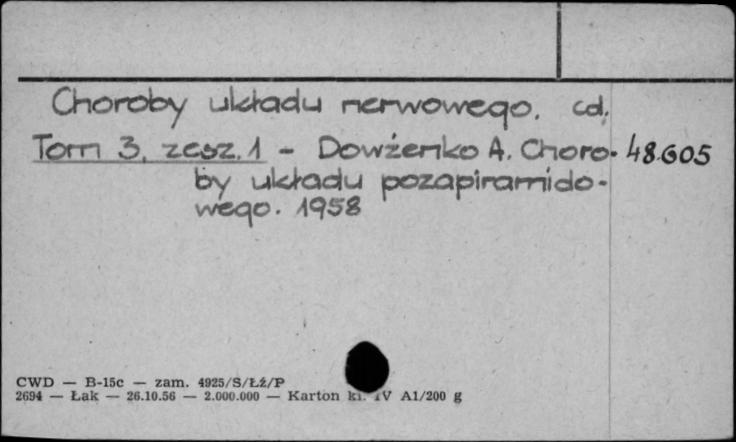 Choroby układu nerwowego. cd.
Tom 3, zesz. 1 - Dowżenko A. Choro- 48.605
by układu pozapiramido-
wego. 1958
CWD — B-15c — zam. 4925/S/Łź/P
2694 — Łak — 26.10.56 — 2.000.000 — Karton kl. IV A1/200 g